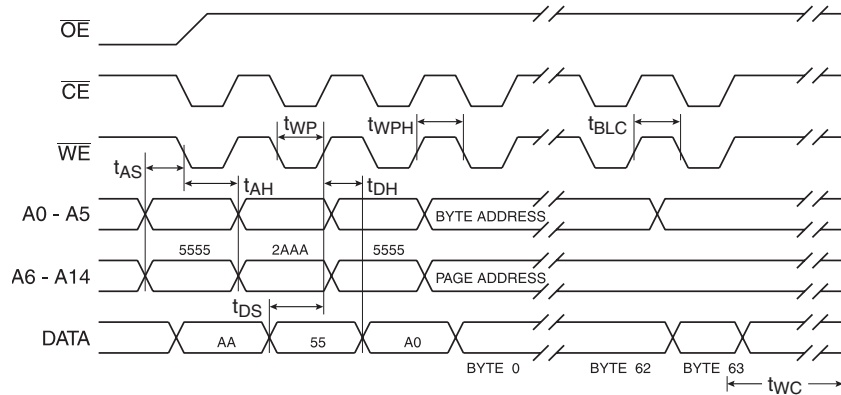 OE
CE
tWP tWPH tBLC
WE
tAS
tAH tDH
A0 - A5 BYTE ADDRESS
5555 2AAA 5555
A6 - A14 PAGE ADDRESS
tDS
DATA AA 55 A0
BYTE 0 BYTE 62 BYTE 63
tWC